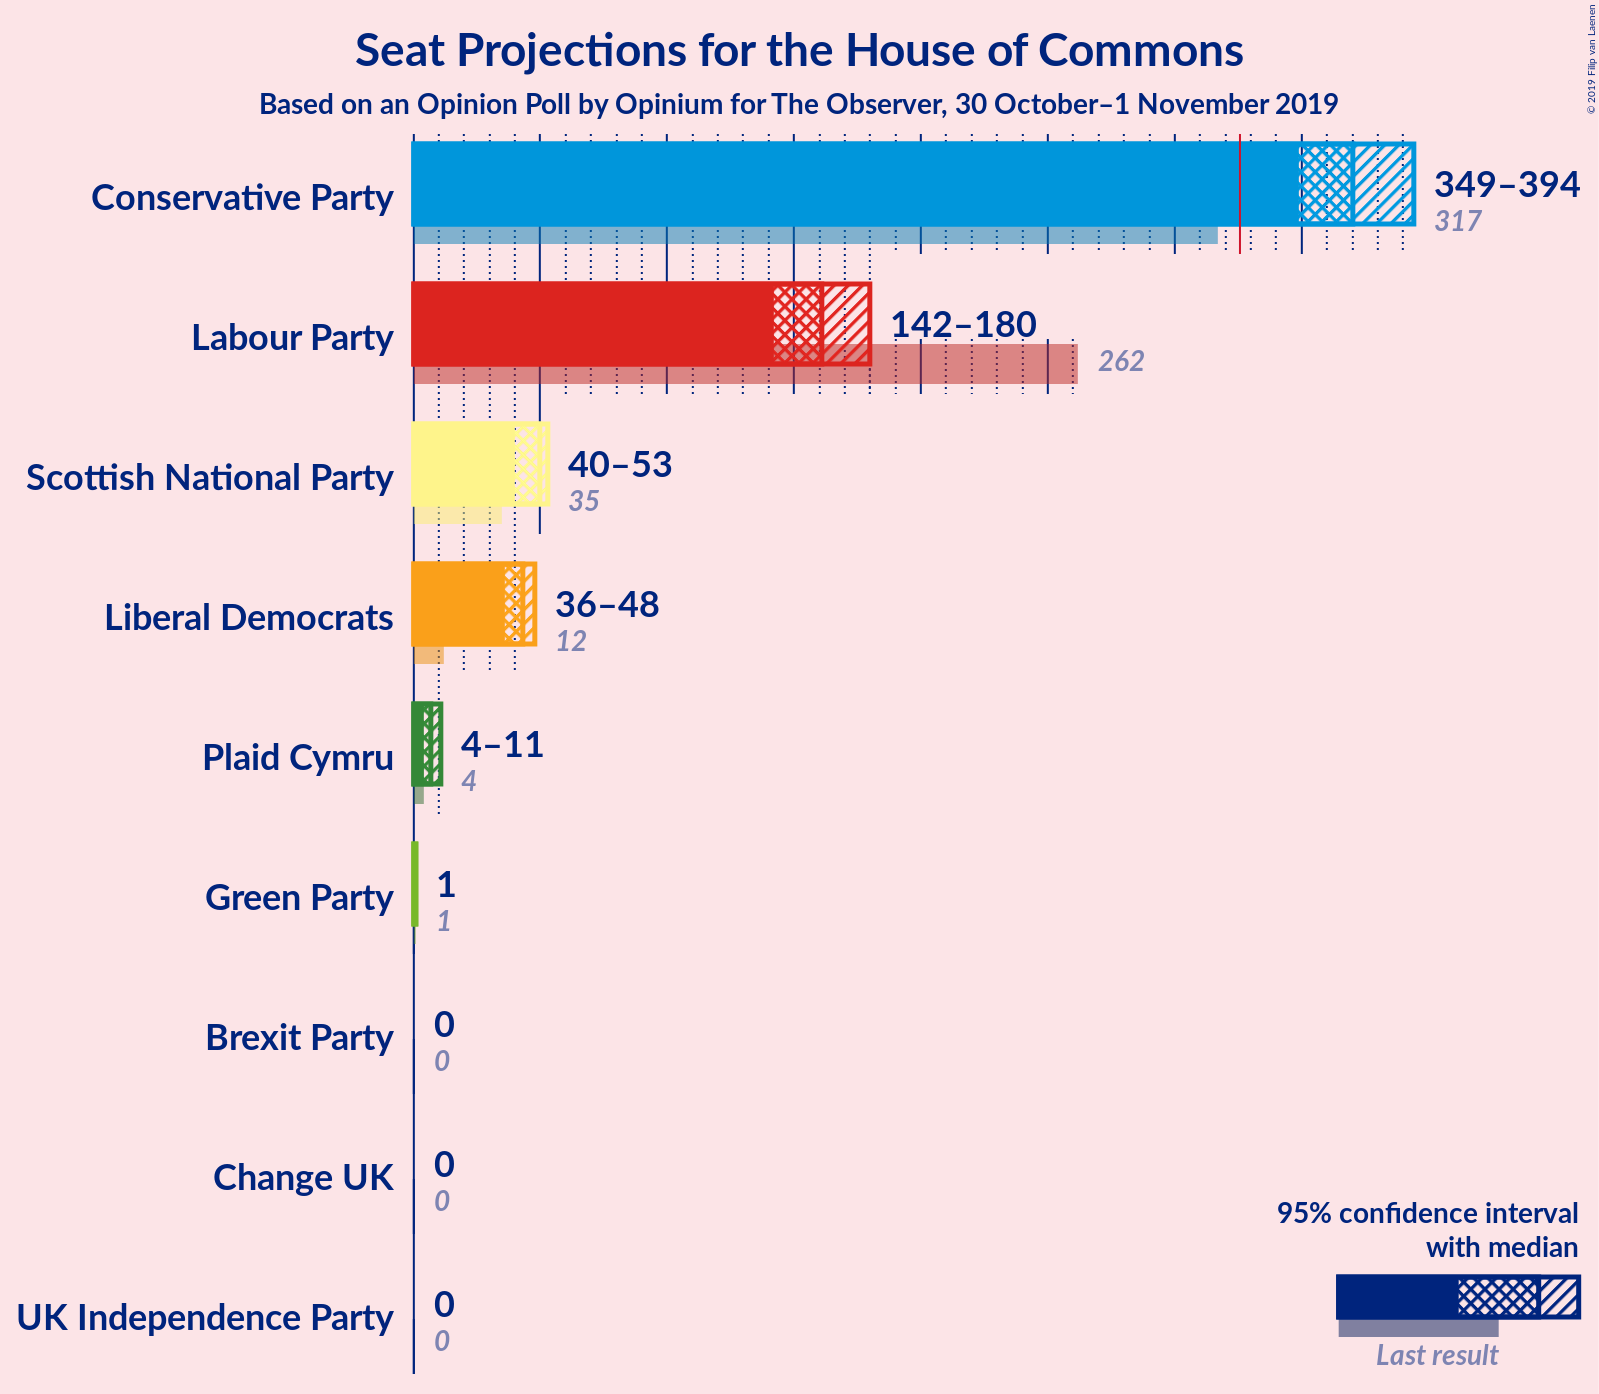 Seat Projections for the House of Commons
Based on an Opinion Poll by Opinium for The Observer, 30 October–1 November 2019
© 2019 Filip van Laenen
Conservative Party
349–394
317
Labour Party
142–180
262
Scottish National Party
40–53
35
Liberal Democrats
36–48
12
Plaid Cymru
4–11
4
Green Party
1
1
Brexit Party
0
0
Change UK
0
0
UK Independence Party
0
0
95% confidence interval
with median
Last result